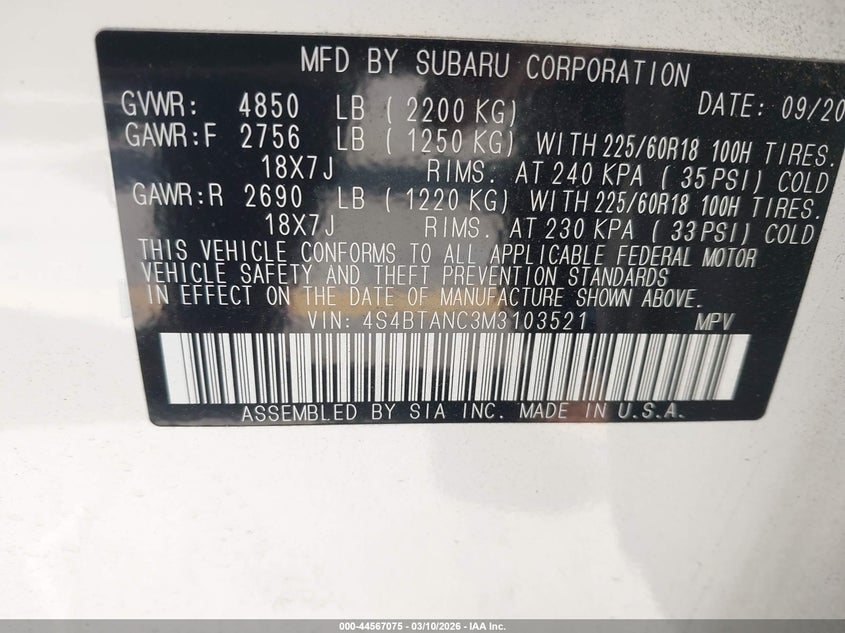 MFD BY SUBARU CORPORATION
GVWR: 4850 LB ( 2200 KG) DATE: 09/20
GAWR:F 2756 LB ( 1250 KG) WITH 225/60R18 100H TIRES.
18X7J RIMS. AT 240 KPA ( 35 PSI) COLD
GAWR:R 2690 LB ( 1220 KG) WITH 225/60R18 100H TIRES.
18X7J RIMS. AT 230 KPA ( 33 PSI) COLD
THIS VEHICLE CONFORMS TO ALL APPLICABLE FEDERAL MOTOR
VEHICLE SAFETY AND THEFT PREVENTION STANDARDS
IN EFFECT ON THE DATE OF MANUFACTURE SHOWN ABOVE.
VIN: 4S4BTANC3M3103521 MPV
ASSEMBLED BY SIA INC. MADE IN U.S.A.
000-44567075 — 03/10/2026 — IAA Inc.